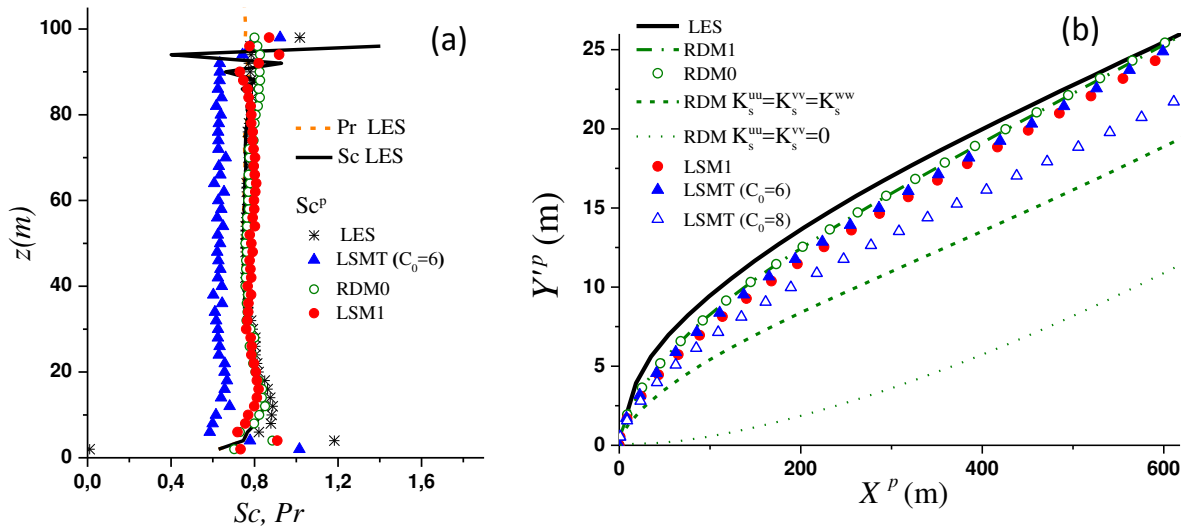 (a)
100
80
60
40
20
0
z(m)
0,0
0,4
0,8
1,2
1,6
Sc, Pr
Pr LES
Sc LES
Sc^p
LES
LSMT (C₀=6)
RDM0
LSM1
(b)
25
20
15
10
5
0
Y'^p (m)
0
200
400
600
X^p (m)
LES
RDM1
RDM0
RDM K_s^uu=K_s^vv=K_s^ww
RDM K_s^uu=K_s^vv=0
LSM1
LSMT (C₀=6)
LSMT (C₀=8)